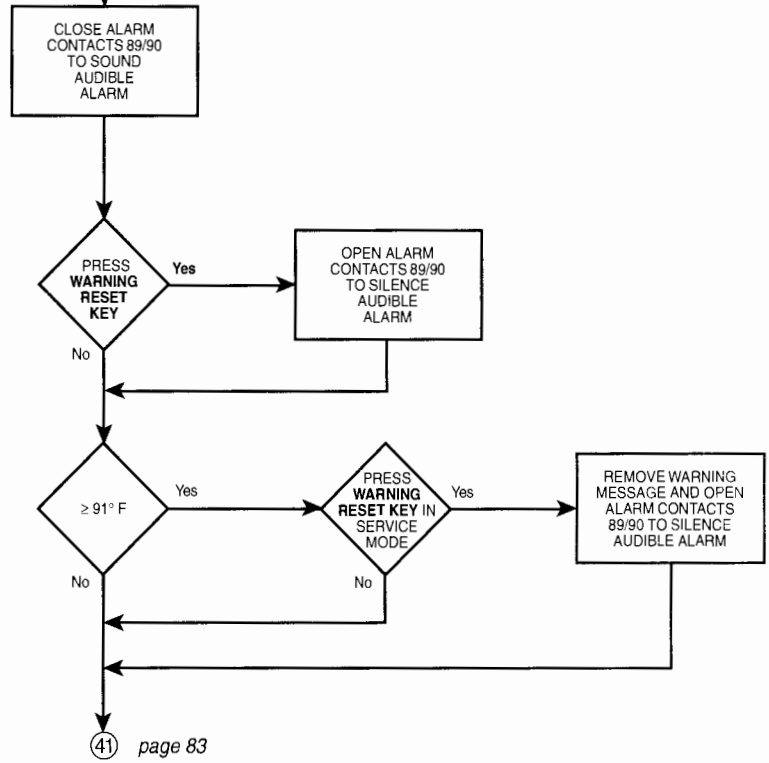 CLOSE ALARM
CONTACTS 89/90
TO SOUND
AUDIBLE
ALARM
PRESS
WARNING
RESET
KEY
Yes
No
OPEN ALARM
CONTACTS 89/90
TO SILENCE
AUDIBLE
ALARM
≥ 91° F
Yes
No
PRESS
WARNING
RESET KEY IN
SERVICE
MODE
Yes
No
REMOVE WARNING
MESSAGE AND OPEN
ALARM CONTACTS
89/90 TO SILENCE
AUDIBLE ALARM
41 page 83